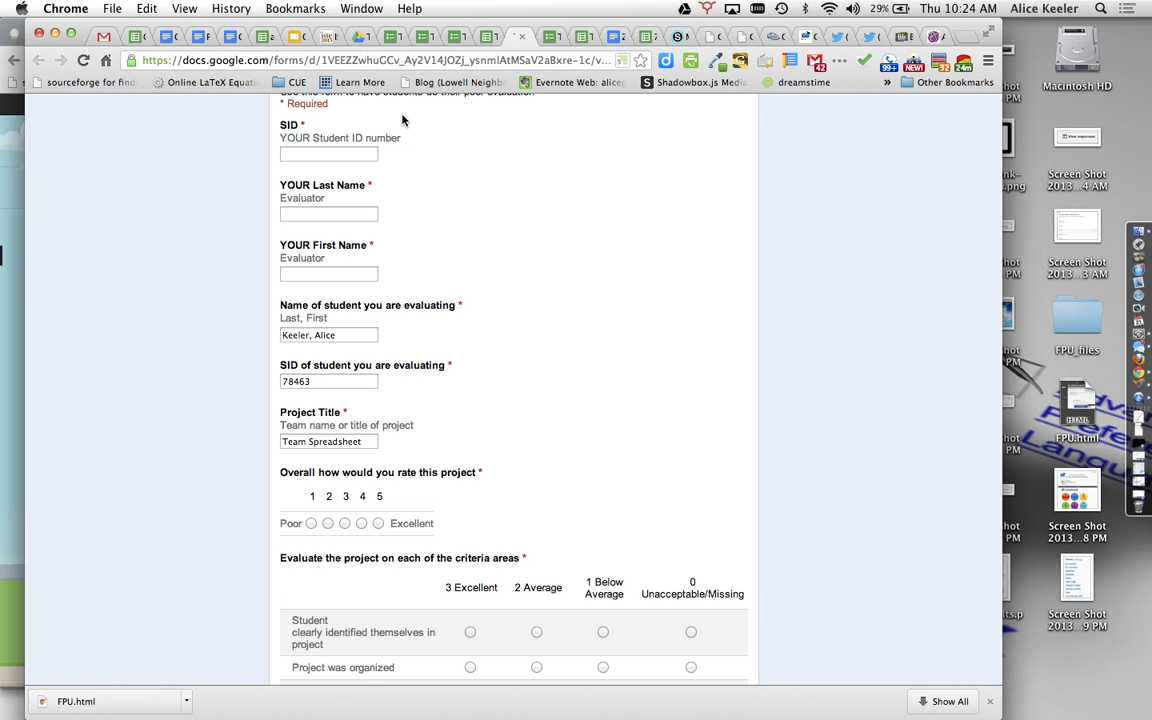 Chrome File Edit View History Bookmarks Window Help 29% Thu 10:24 AM Alice Keeler
https://docs.google.com/forms/d/1VEEZZwhuGCv_Ay2V14JOZj_ysnmlAtMSaV2aBxre-1c/v...
42 99+ NEW! 32 24m
sourceforge for find Online LaTeX Equati CUE Learn More Blog (Lowell Neighb Evernote Web: aliceg Shadowbox.js Media dreamtime » Other Bookmarks
* Required
SID *
YOUR Student ID number
YOUR Last Name *
Evaluator
YOUR First Name *
Evaluator
Name of student you are evaluating *
Last, First
Keeler, Alice
SID of student you are evaluating *
78463
Project Title *
Team name or title of project
Team Spreadsheet
Overall how would you rate this project *
1 2 3 4 5
Poor Excellent
Evaluate the project on each of the criteria areas *
3 Excellent 2 Average 1 Below Average 0 Unacceptable/Missing
Student
clearly identified themselves in
project
Project was organized
FPU.html Show All
Macintosh HD
Screen Shot
2013...4 AM
Screen Shot
2013...3 AM
FPU_files
HTML
FPU.html
Screen Shot
2013...8 PM
Screen Shot
2013...9 PM